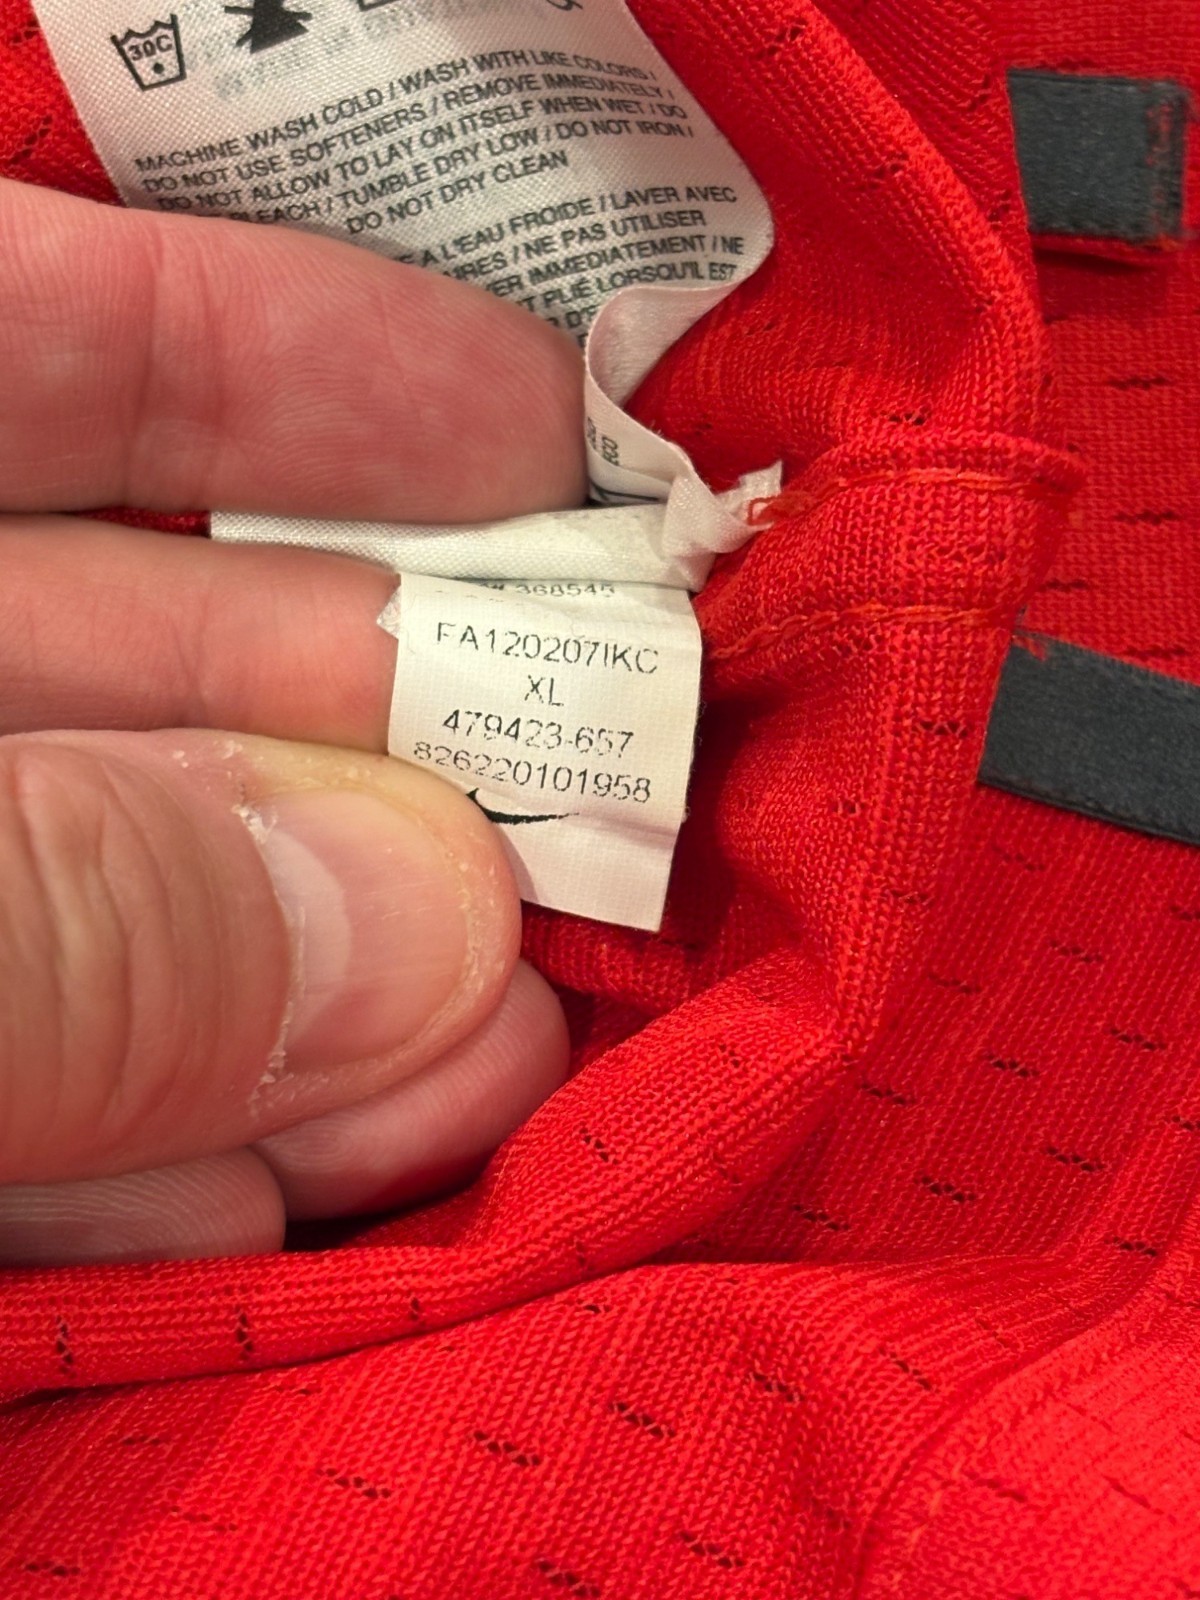 30C
MACHINE WASH COLD / WASH WITH LIKE COLORS /
DO NOT USE SOFTENERS / REMOVE IMMEDIATELY /
DO NOT ALLOW TO LAY ON ITSELF WHEN WET / DO
BLEACH / TUMBLE DRY LOW / DO NOT IRON /
DO NOT DRY CLEAN
A L'EAU FROIDE / LAVER AVEC
/ NE PAS UTILISER
IMMEDIATEMENT / NE
PLIE LORSQU'IL EST
368545
FA120207IKC
XL
479423-657
826220101958